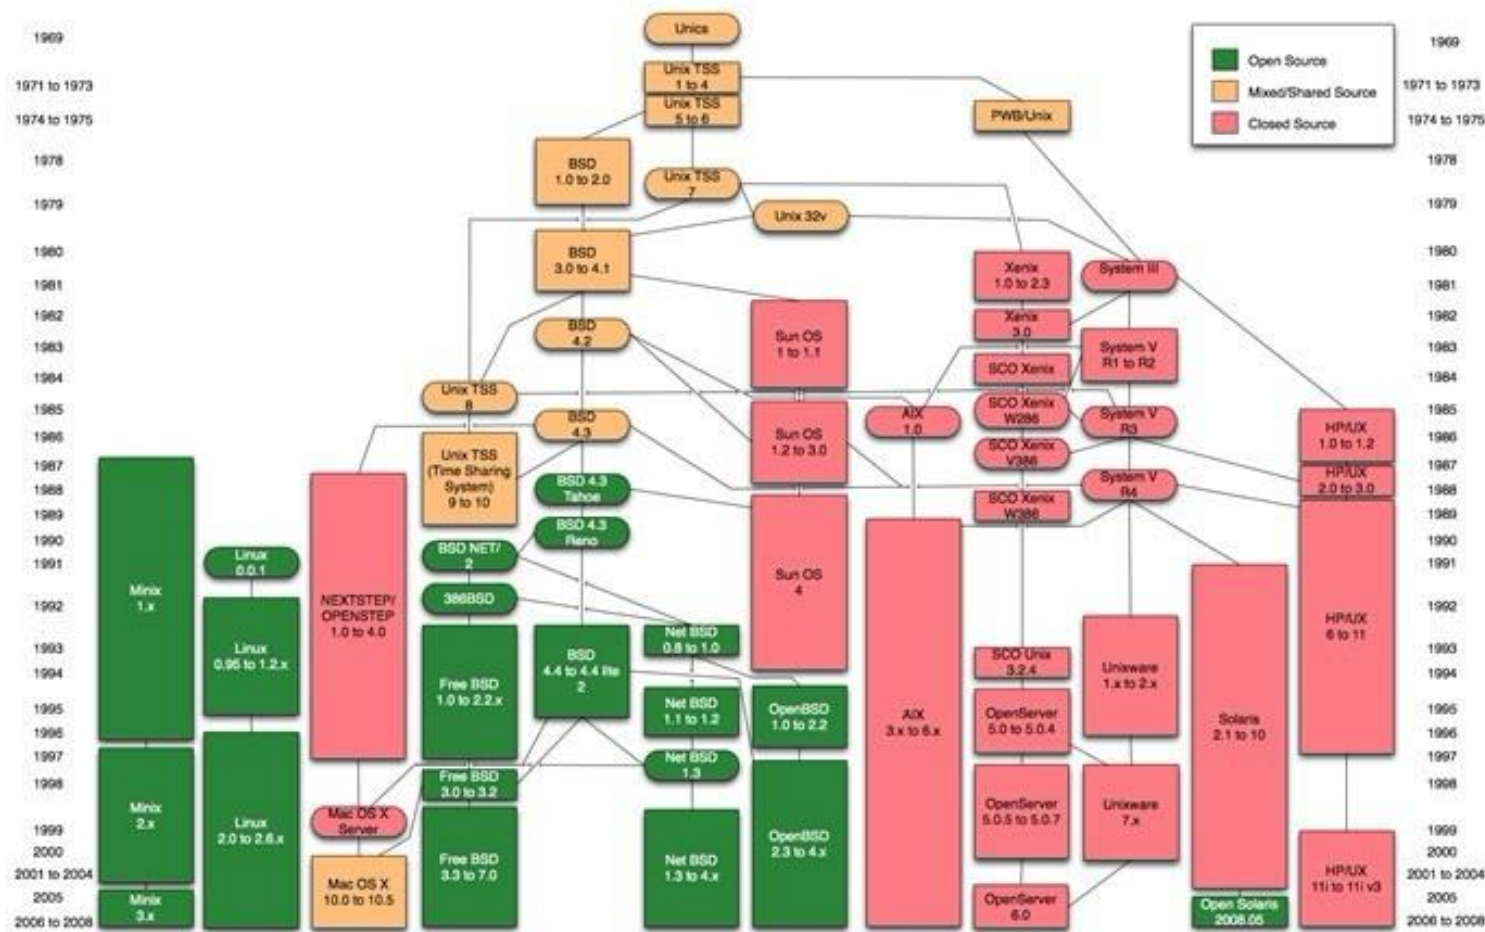 1969
1971 to 1973
1974 to 1975
1978
1979
1980
1981
1982
1983
1984
1985
1986
1987
1988
1989
1990
1991
1992
1993
1994
1995
1996
1997
1998
1999
2000
2001 to 2004
2005
2006 to 2008
Minix
1.x
Minix
2.x
Minix
3.x
Linux
0.0.1
Linux
0.95 to 1.2.x
Linux
2.0 to 2.6.x
NEXTSTEP/
OPENSTEP
1.0 to 4.0
Mac OS X
Server
Mac OS X
10.0 to 10.5
Unix TSS
8
Unix TSS
(Time Sharing
System)
9 to 10
BSD NET/
2
386BSD
Free BSD
1.0 to 2.2.x
Free BSD
3.0 to 3.2
Free BSD
3.3 to 7.0
BSD
1.0 to 2.0
BSD
3.0 to 4.1
BSD
4.2
BSD
4.3
BSD 4.3
Tahoe
BSD 4.3
Reno
BSD
4.4 to 4.4 lite
2
Unics
Unix TSS
1 to 4
Unix TSS
5 to 6
Unix TSS
7
Net BSD
0.8 to 1.0
Net BSD
1.1 to 1.2
Net BSD
1.3
Net BSD
1.3 to 4.x
Unix 32v
Sun OS
1 to 1.1
Sun OS
1.2 to 3.0
Sun OS
4
OpenBSD
1.0 to 2.2
OpenBSD
2.3 to 4.x
AIX
1.0
AIX
3.x to 6.x
PWB/Unix
Xenix
1.0 to 2.3
Xenix
3.0
SCO Xenix
SCO Xenix
W286
SCO Xenix
V386
SCO Xenix
W386
SCO Unix
3.2.4
OpenServer
5.0 to 5.0.4
OpenServer
5.0.5 to 5.0.7
OpenServer
6.0
System III
System V
R1 to R2
System V
R3
System V
R4
Unixware
1.x to 2.x
Unixware
7.x
Solaris
2.1 to 10
Open Solaris
2008.05
HP/UX
1.0 to 1.2
HP/UX
2.0 to 3.0
HP/UX
6 to 11
HP/UX
11i to 11i v3
Open Source
Mixed/Shared Source
Closed Source
1969
1971 to 1973
1974 to 1975
1978
1979
1980
1981
1982
1983
1984
1985
1986
1987
1988
1989
1990
1991
1992
1993
1994
1995
1996
1997
1998
1999
2000
2001 to 2004
2005
2006 to 2008